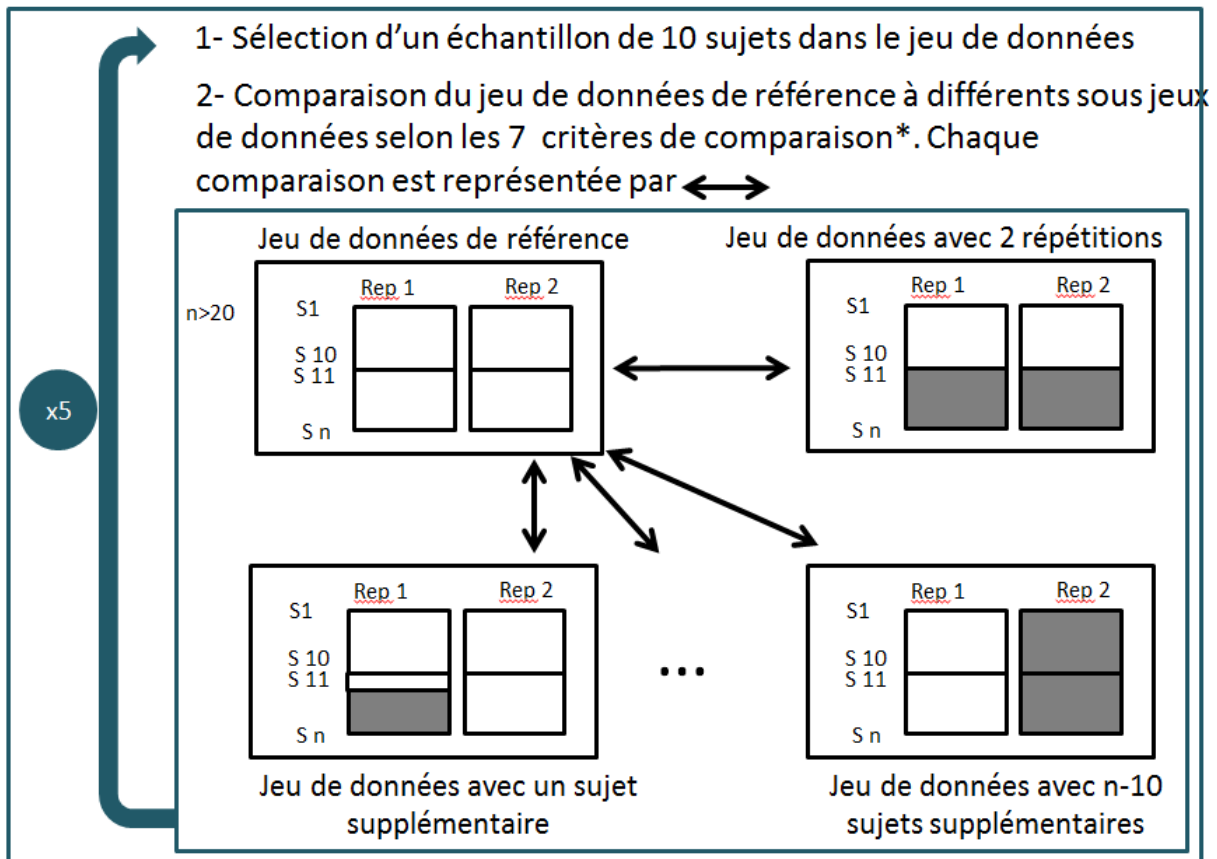 1- Sélection d'un échantillon de 10 sujets dans le jeu de données
2- Comparaison du jeu de données de référence à différents sous jeux
de données selon les 7 critères de comparaison*. Chaque
comparaison est représentée par
x5
Jeu de données de référence
n>20
Rep 1
Rep 2
S1
S 10
S 11
S n
Jeu de données avec 2 répétitions
Rep 1
Rep 2
S1
S 10
S 11
S n
Rep 1
Rep 2
S1
S 10
S 11
S n
Jeu de données avec un sujet
supplémentaire
...
Rep 1
Rep 2
S1
S 10
S 11
S n
Jeu de données avec n-10
sujets supplémentaires